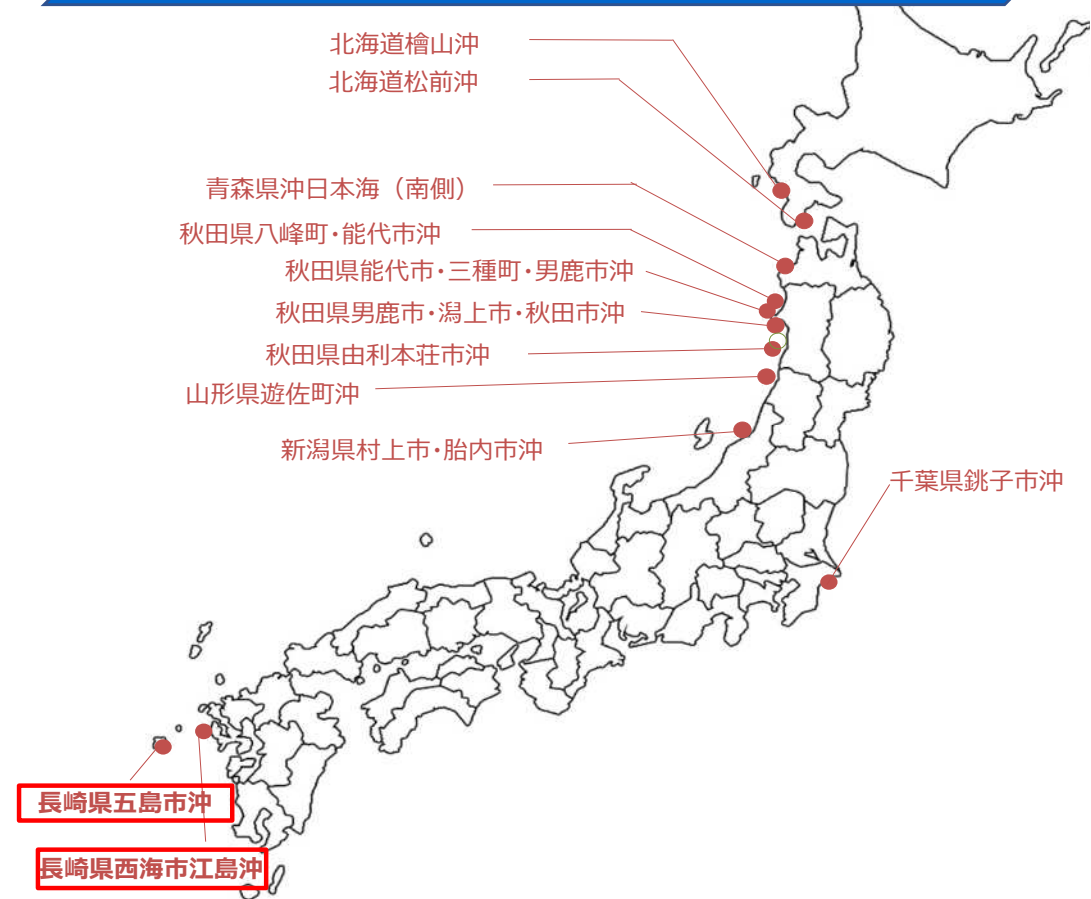 北海道檜山沖
北海道松前沖
青森県沖日本海（南側）
秋田県八峰町・能代市沖
秋田県能代市・三種町・男鹿市沖
秋田県男鹿市・潟上市・秋田市沖
秋田県由利本荘市沖
山形県遊佐町沖
新潟県村上市・胎内市沖
千葉県銚子市沖
長崎県五島市沖
長崎県西海市江島沖